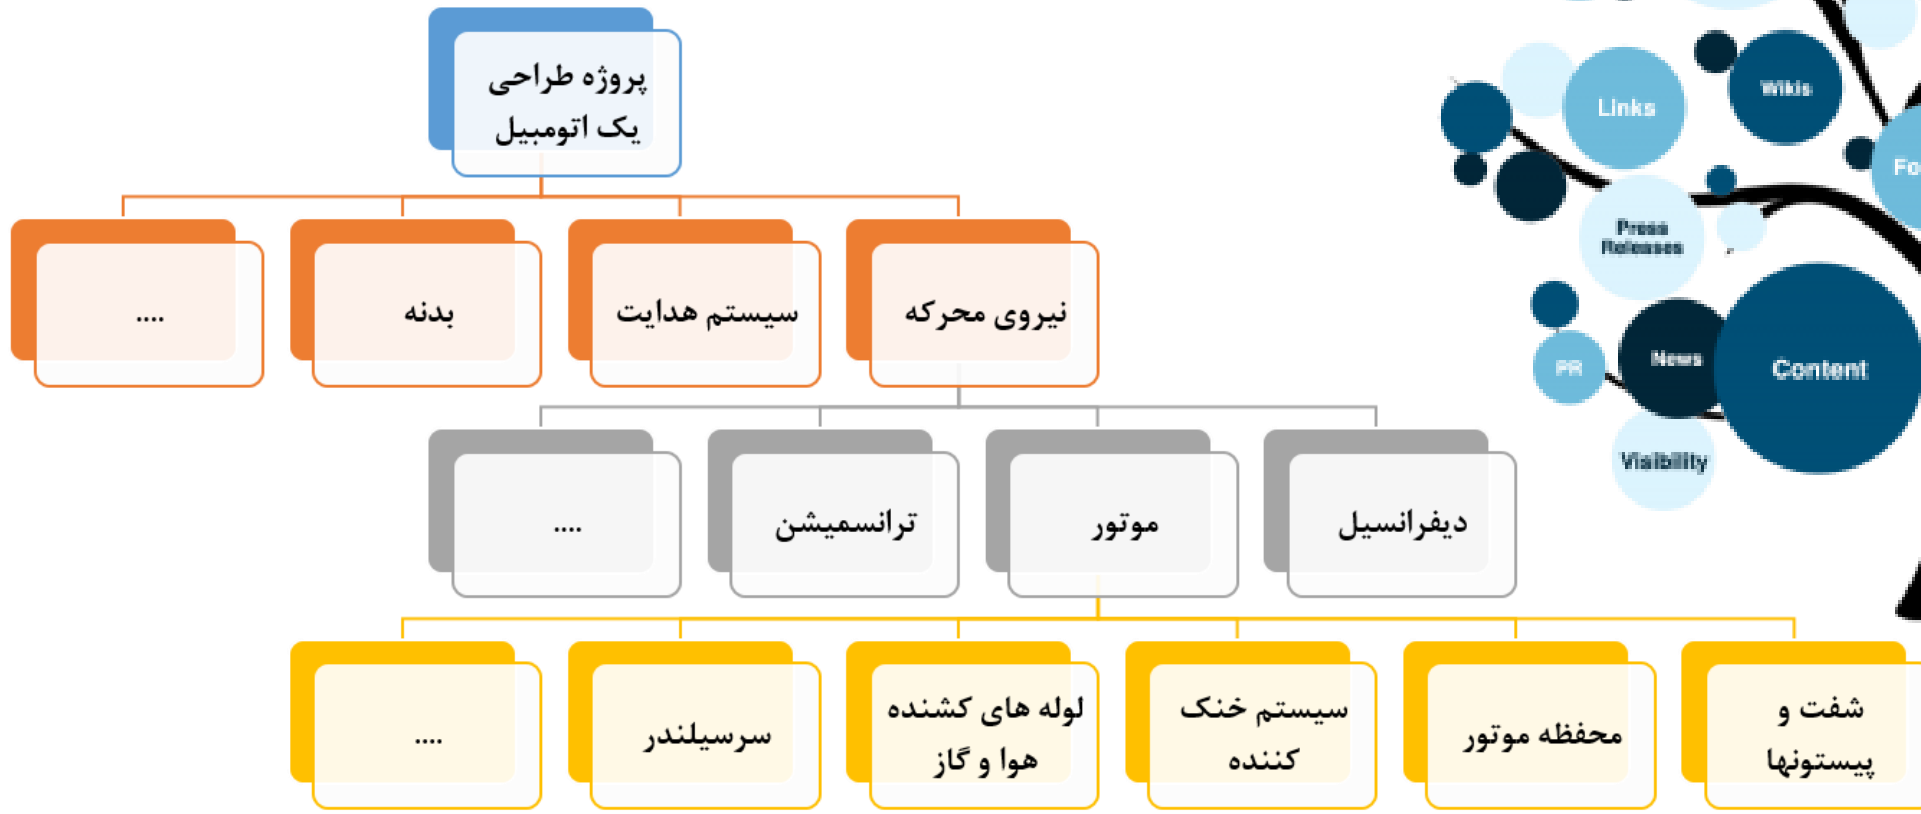 پروژه طراحی
یک اتومبیل
نیروی محرکه
سیستم هدایت
بدنه
....
دیفرانسیل
موتور
ترانسمیشن
....
شفت و
پیستونها
محفظه موتور
سیستم خنک
کننده
لوله های کشنده
هوا و گاز
سرسیلندر
....
Links
Wikis
Press
Releases
PR
News
Content
Visibility